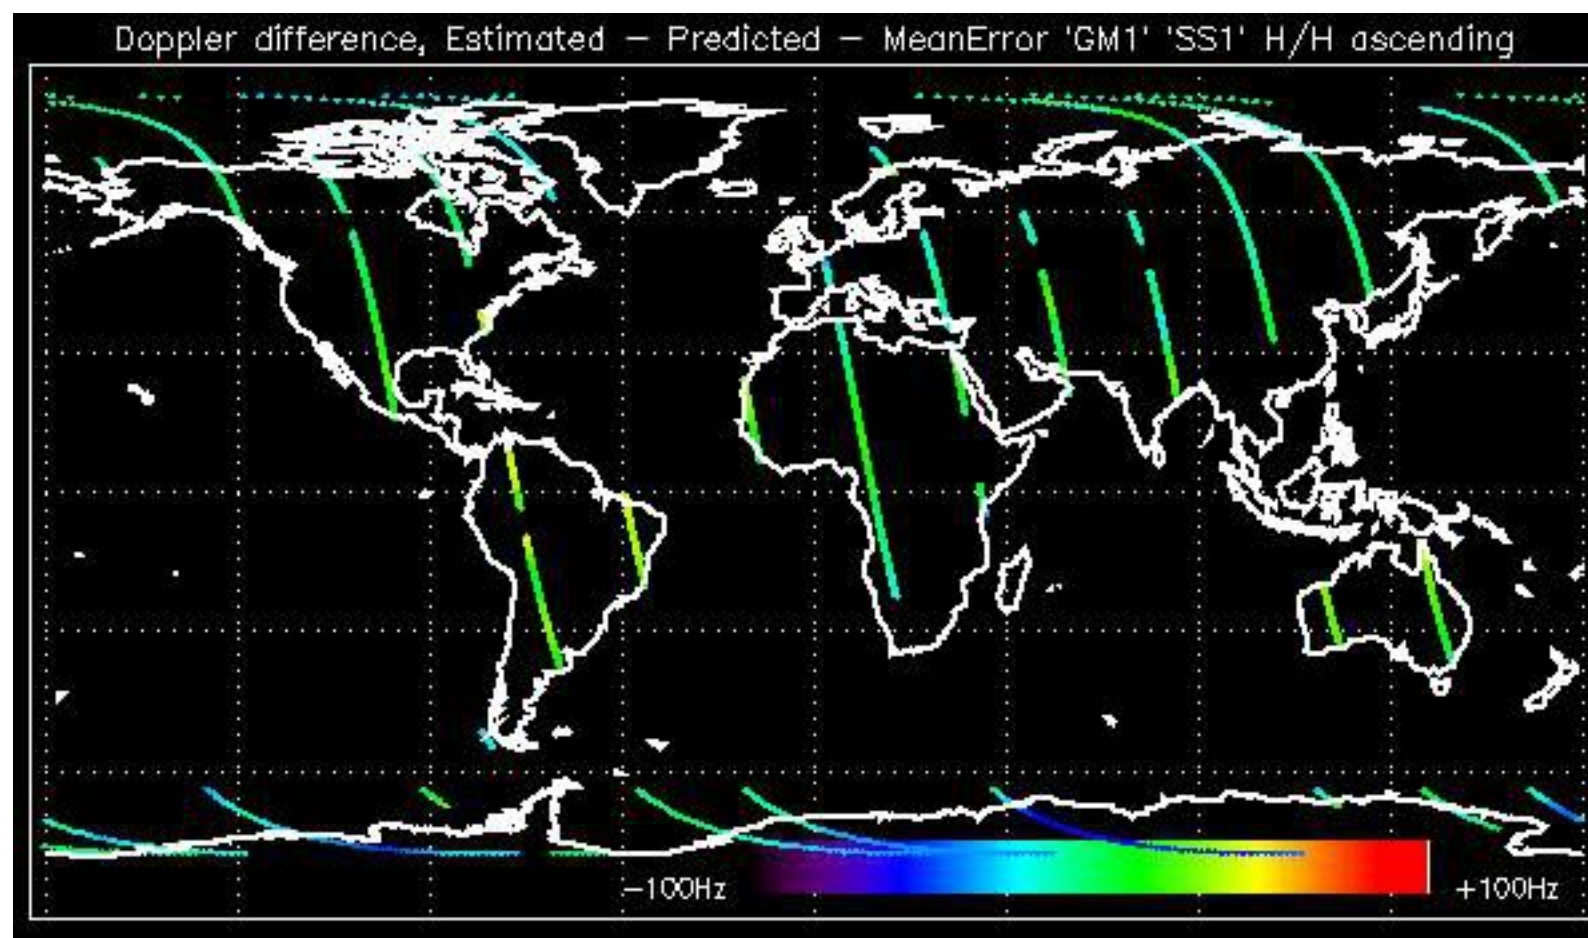 Doppler difference, Estimated – Predicted – MeanError 'GM1' 'SS1' H/H ascending
–100Hz
+100Hz